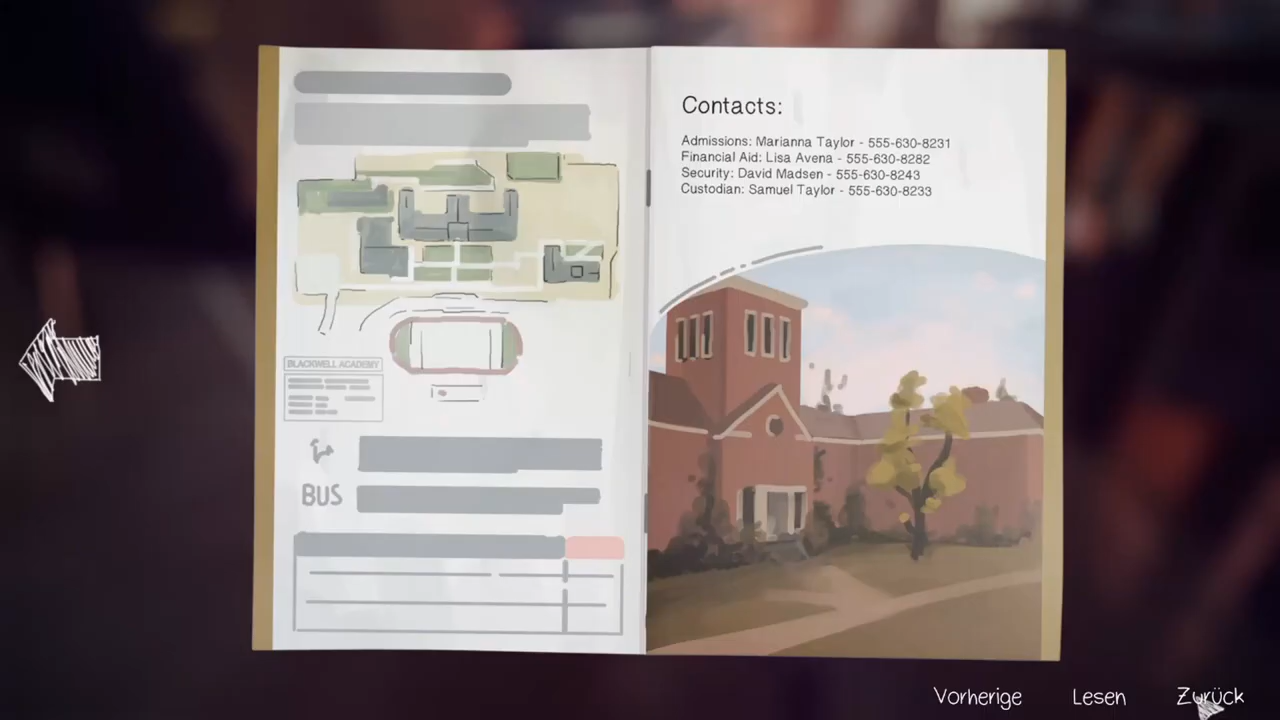 Contacts:
Admissions: Marianna Taylor - 555-630-8231
Financial Aid: Lisa Avena - 555-630-8282
Security: David Madsen - 555-630-8243
Custodian: Samuel Taylor - 555-630-8233
BLACKWELL ACADEMY
BUS
Vorherige Lesen Zurück